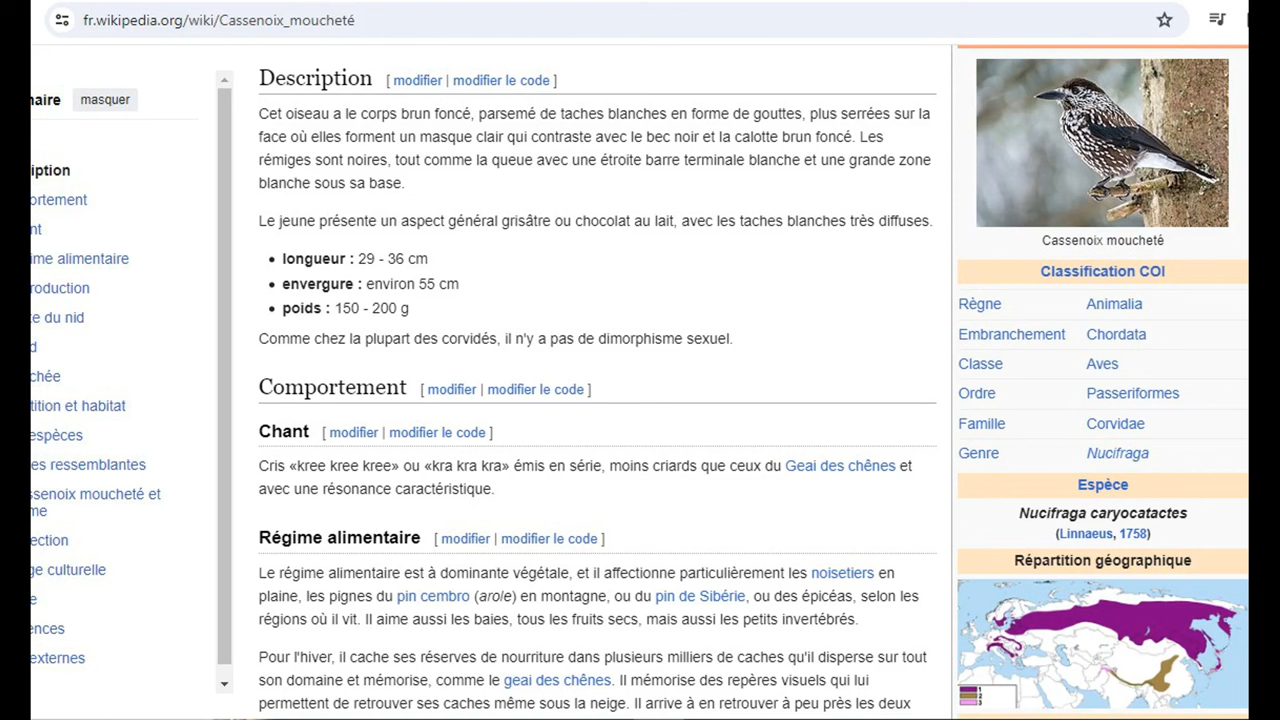 fr.wikipedia.org/wiki/Cassenoix_moucheté
naire masquer
iption
ortement
nt
ime alimentaire
roduction
te du nid
d
chée
tition et habitat
espèces
es ressemblantes
ssenoix moucheté et
me
ection
ge culturelle
e
ences
externes
Description [ modifier | modifier le code ]
Cet oiseau a le corps brun foncé, parsemé de taches blanches en forme de gouttes, plus serrées sur la
face où elles forment un masque clair qui contraste avec le bec noir et la calotte brun foncé. Les
rémiges sont noires, tout comme la queue avec une étroite barre terminale blanche et une grande zone
blanche sous sa base.
Le jeune présente un aspect général grisâtre ou chocolat au lait, avec les taches blanches très diffuses.
• longueur : 29 - 36 cm
• envergure : environ 55 cm
• poids : 150 - 200 g
Comme chez la plupart des corvidés, il n'y a pas de dimorphisme sexuel.
Comportement [ modifier | modifier le code ]
Chant [ modifier | modifier le code ]
Cris «kree kree kree» ou «kra kra kra» émis en série, moins criards que ceux du Geai des chênes et
avec une résonance caractéristique.
Régime alimentaire [ modifier | modifier le code ]
Le régime alimentaire est à dominante végétale, et il affectionne particulièrement les noisetiers en
plaine, les pignes du pin cembro (arole) en montagne, ou du pin de Sibérie, ou des épicéas, selon les
régions où il vit. Il aime aussi les baies, tous les fruits secs, mais aussi les petits invertébrés.
Pour l'hiver, il cache ses réserves de nourriture dans plusieurs milliers de caches qu'il disperse sur tout
son domaine et mémorise, comme le geai des chênes. Il mémorise des repères visuels qui lui
permettent de retrouver ses caches même sous la neige. Il arrive à en retrouver à peu près les deux
Cassenoix moucheté
Classification COI
Règne Animalia
Embranchement Chordata
Classe Aves
Ordre Passeriformes
Famille Corvidae
Genre Nucifraga
Espèce
Nucifraga caryocatactes
(Linnaeus, 1758)
Répartition géographique
1
2
3